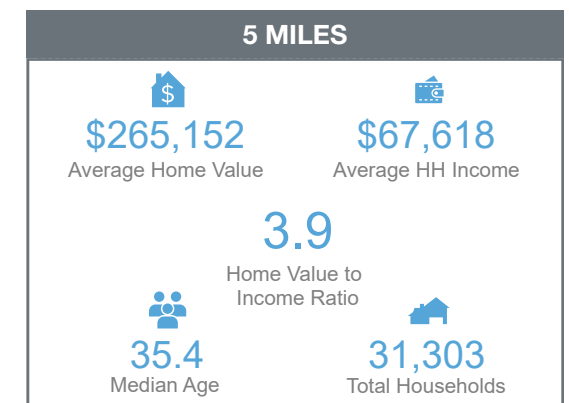 5 MILES
$
$265,152 $67,618
Average Home Value Average HH Income
3.9
Home Value to
Income Ratio
35.4 31,303
Median Age Total Households